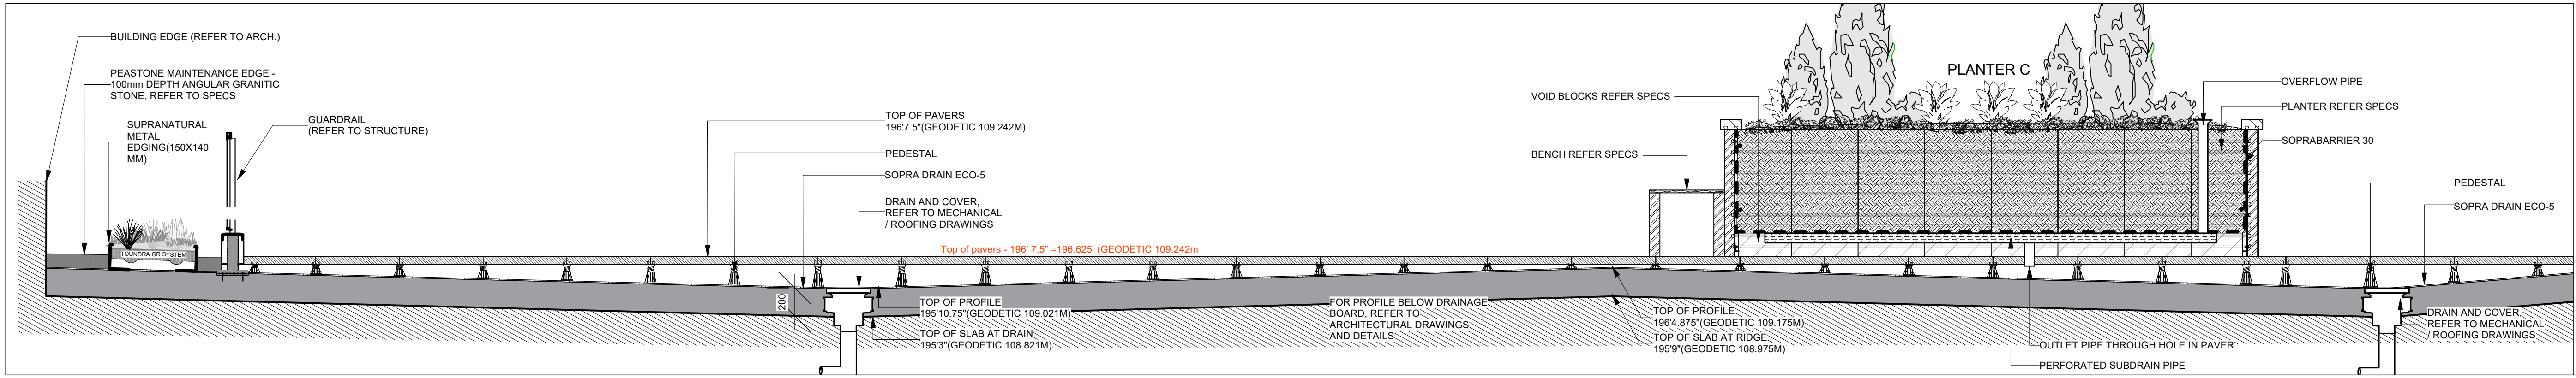 BUILDING EDGE (REFER TO ARCH.)
PEASTONE MAINTENANCE EDGE -
100mm DEPTH ANGULAR GRANITIC
STONE, REFER TO SPECS
SUPRANATURAL
METAL
EDGING(150X140
MM)
GUARDRAIL
(REFER TO STRUCTURE)
TOUNDRA GR SYSTEM
TOP OF PAVERS
196'7.5"(GEODETIC 109.242M)
PEDESTAL
SOPRA DRAIN ECO-5
DRAIN AND COVER,
REFER TO MECHANICAL
/ ROOFING DRAWINGS
Top of pavers - 196' 7.5" =196.625' (GEODETIC 109.242m
200
TOP OF PROFILE
195'10.75"(GEODETIC 109.021M)
TOP OF SLAB AT DRAIN
195'3"(GEODETIC 108.821M)
FOR PROFILE BELOW DRAINAGE
BOARD, REFER TO
ARCHITECTURAL DRAWINGS
AND DETAILS
VOID BLOCKS REFER SPECS
BENCH REFER SPECS
PLANTER C
OVERFLOW PIPE
PLANTER REFER SPECS
SOPRABARRIER 30
PEDESTAL
SOPRA DRAIN ECO-5
TOP OF PROFILE
196'4.875"(GEODETIC 109.175M)
TOP OF SLAB AT RIDGE
195'9"(GEODETIC 108.975M)
OUTLET PIPE THROUGH HOLE IN PAVER
PERFORATED SUBDRAIN PIPE
DRAIN AND COVER,
REFER TO MECHANICAL
/ ROOFING DRAWINGS